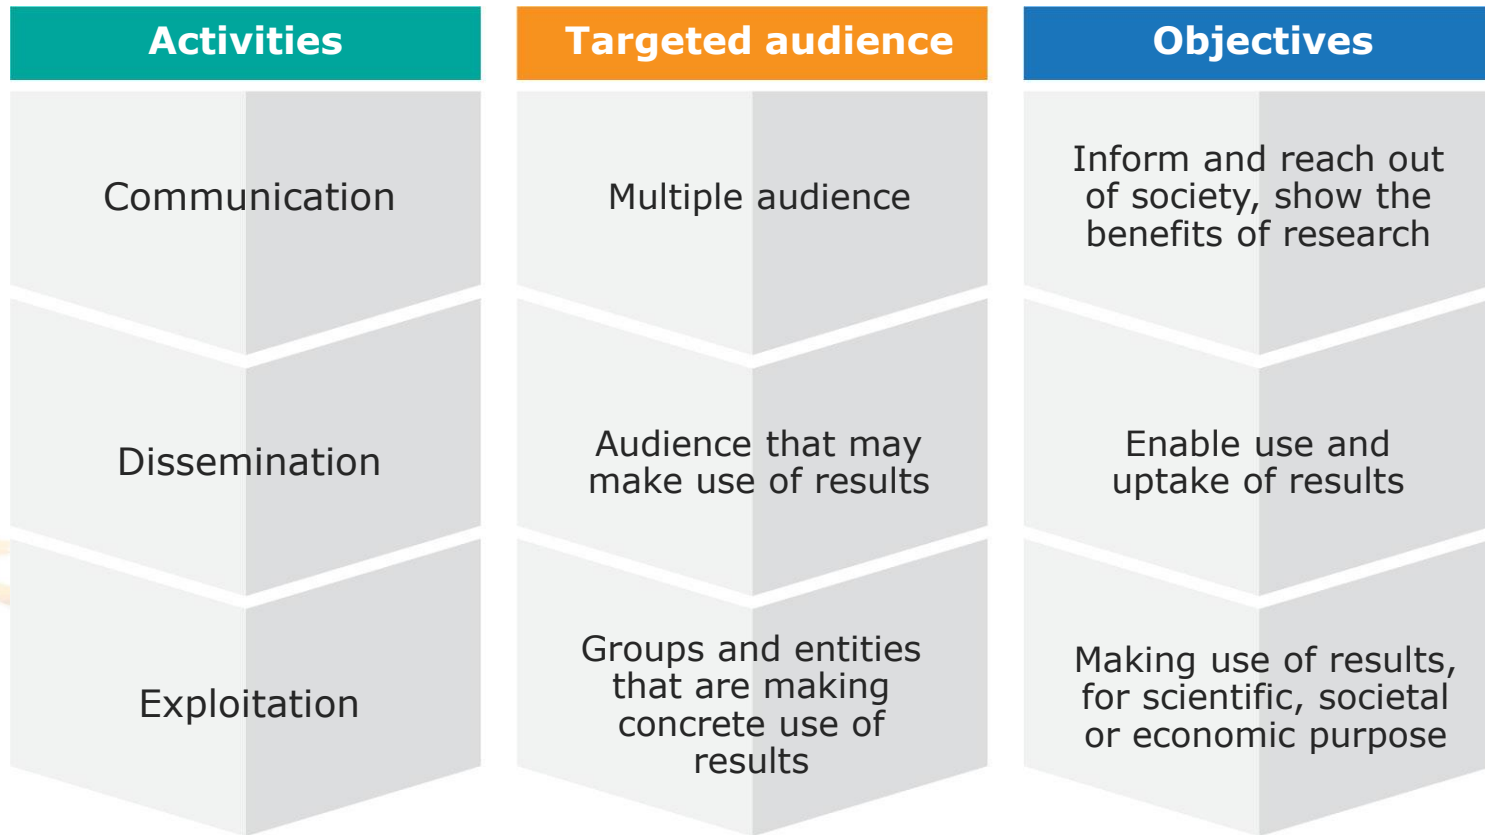 Activities
Targeted audience
Objectives
Communication
Multiple audience
Inform and reach out
of society, show the
benefits of research
Dissemination
Audience that may
make use of results
Enable use and
uptake of results
Exploitation
Groups and entities
that are making
concrete use of
results
Making use of results,
for scientific, societal
or economic purpose